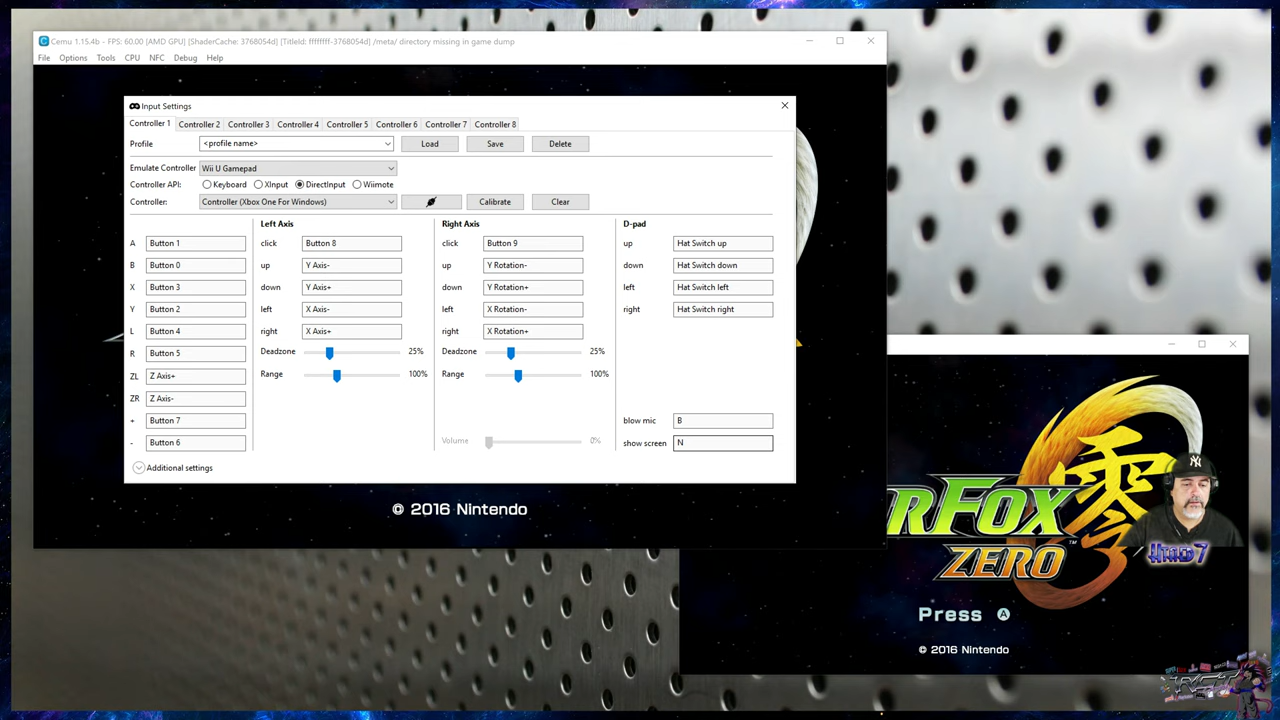 Cemu 1.15.4b - FPS: 60.00 [AMD GPU] [ShaderCache: 3768054d] [TitleId: ffffffff-3768054d] /meta/ directory missing in game dump
File Options Tools CPU NFC Debug Help
Input Settings
Controller 1 Controller 2 Controller 3 Controller 4 Controller 5 Controller 6 Controller 7 Controller 8
Profile <profile name> Load Save Delete
Emulate Controller Wii U Gamepad
Controller API: Keyboard XInput DirectInput Wiimote
Controller: Controller (Xbox One For Windows) Calibrate Clear
Left Axis Right Axis D-pad
A Button 1 click Button 8 click Button 9 up Hat Switch up
B Button 0 up Y Axis- up Y Rotation- down Hat Switch down
X Button 3 down Y Axis+ down Y Rotation+ left Hat Switch left
Y Button 2 left X Axis- left X Rotation- right Hat Switch right
L Button 4 right X Axis+ right X Rotation+
R Button 5 Deadzone 25% Deadzone 25%
ZL Z Axis+ Range 100% Range 100%
ZR Z Axis-
+ Button 7 blow mic B
- Button 6 Volume 0% show screen N
Additional settings
© 2016 Nintendo
零
RFOX
ZERO™
Press A
© 2016 Nintendo